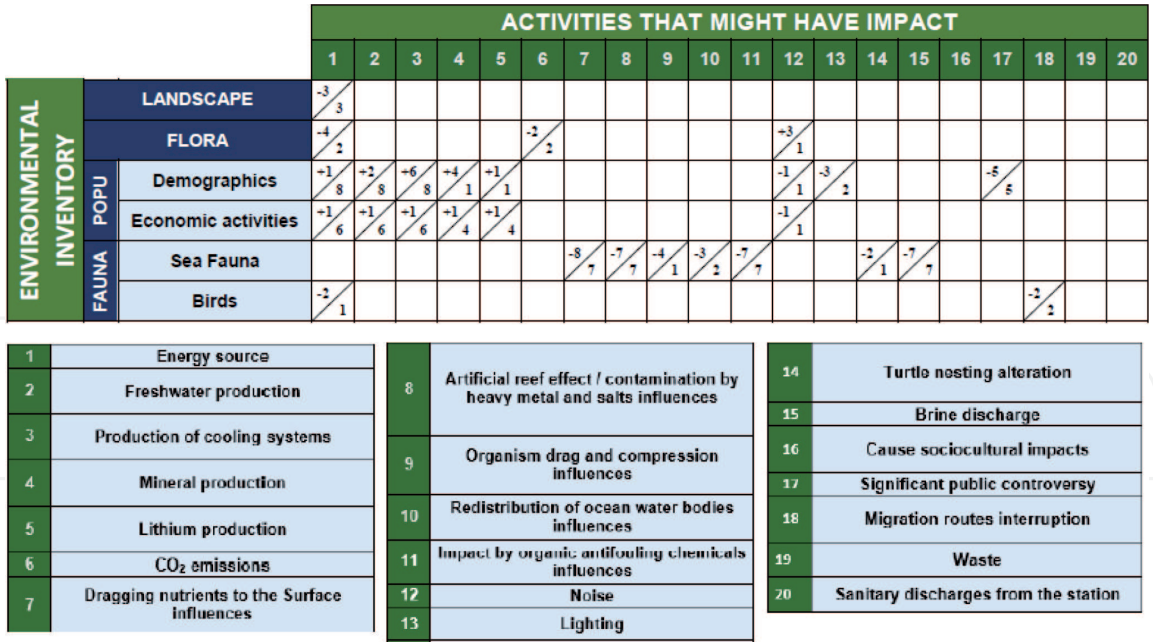 ACTIVITIES THAT MIGHT HAVE IMPACT
1 2 3 4 5 6 7 8 9 10 11 12 13 14 15 16 17 18 19 20
ENVIRONMENTAL
INVENTORY
LANDSCAPE -3/3
FLORA -4/2 -2/2 +3/1
POPU
Demographics +1/8 +2/8 +6/8 +4/1 +1/1 -1/1 -3/2 -5/5
Economic activities +1/6 +1/6 +1/6 +1/4 +1/4 -1/1
FAUNA
Sea Fauna -8/7 -7/7 -4/1 -3/2 -7/7 -2/1 -7/7
Birds -2/1 -2/2
1 Energy source
2 Freshwater production
3 Production of cooling systems
4 Mineral production
5 Lithium production
6 CO₂ emissions
7 Dragging nutrients to the Surface
influences
8 Artificial reef effect / contamination by
heavy metal and salts influences
9 Organism drag and compression
influences
10 Redistribution of ocean water bodies
influences
11 Impact by organic antifouling chemicals
influences
12 Noise
13 Lighting
14 Turtle nesting alteration
15 Brine discharge
16 Cause sociocultural impacts
17 Significant public controversy
18 Migration routes interruption
19 Waste
20 Sanitary discharges from the station